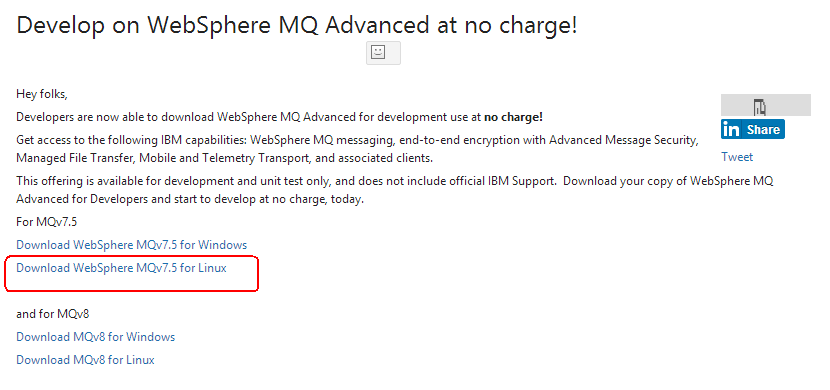 Develop on WebSphere MQ Advanced at no charge!
Hey folks,
Developers are now able to download WebSphere MQ Advanced for development use at no charge!
Get access to the following IBM capabilities: WebSphere MQ messaging, end-to-end encryption with Advanced Message Security,
Managed File Transfer, Mobile and Telemetry Transport, and associated clients.
in Share
Tweet
This offering is available for development and unit test only, and does not include official IBM Support.  Download your copy of WebSphere MQ
Advanced for Developers and start to develop at no charge, today.
For MQv7.5
Download WebSphere MQv7.5 for Windows
Download WebSphere MQv7.5 for Linux
and for MQv8
Download MQv8 for Windows
Download MQv8 for Linux